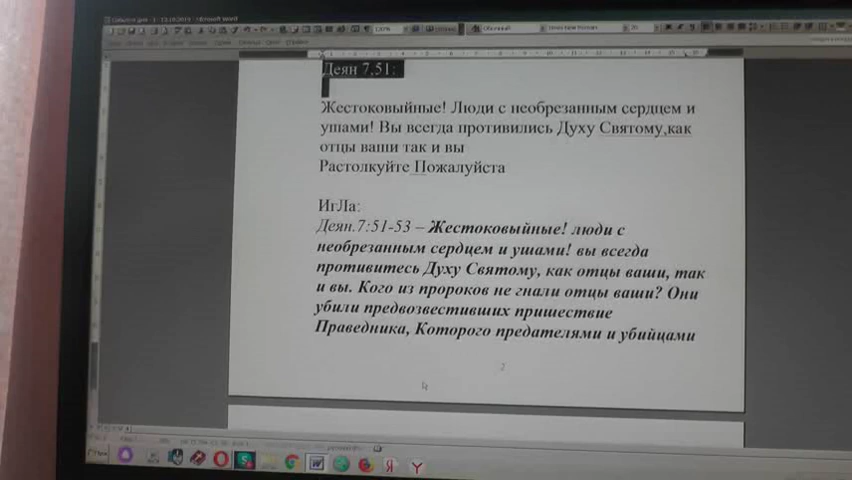 Деян 7.51:
Жестоковыйные! Люди с необрезанным сердцем и
ушами! Вы всегда противились Духу Святому,как
отцы ваши так и вы
Растолкуйте Пожалуйста
ИгЛа:
Деян.7:51-53 – Жестоковыйные! люди с
необрезанным сердцем и ушами! вы всегда
противитесь Духу Святому, как отцы ваши, так
и вы. Кого из пророков не гнали отцы ваши? Они
убили предвозвестивших пришествие
Праведника, Которого предателями и убийцами
2